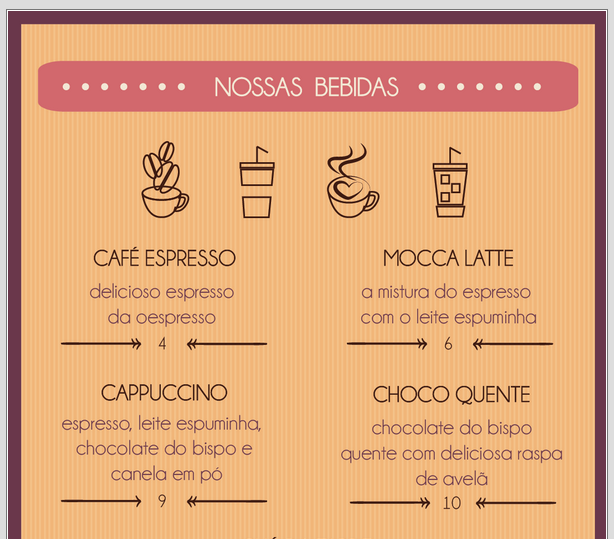 NOSSAS BEBIDAS
CAFÉ ESPRESSO
delicioso espresso
da oespresso
4
MOCCA LATTE
a mistura do espresso
com o leite espuminha
6
CAPPUCCINO
espresso, leite espuminha,
chocolate do bispo e
canela em pó
9
CHOCO QUENTE
chocolate do bispo
quente com deliciosa raspa
de avelã
10